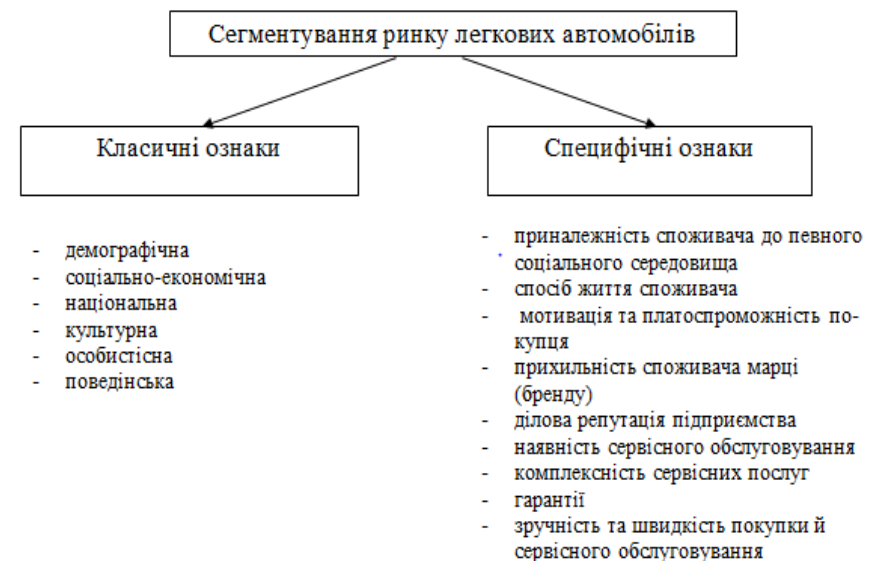 Сегментування ринку легкових автомобілів
Класичні ознаки
- демографічна
- соціально-економічна
- національна
- культурна
- особистісна
- поведінська
Специфічні ознаки
- приналежність споживача до певного
соціального середовища
- спосіб життя споживача
- мотивація та платоспроможність по-
купця
- прихильність споживача марці
(бренду)
- ділова репутація підприємства
- наявність сервісного обслуговування
- комплексність сервісних послуг
- гарантії
- зручність та швидкість покупки й
сервісного обслуговування